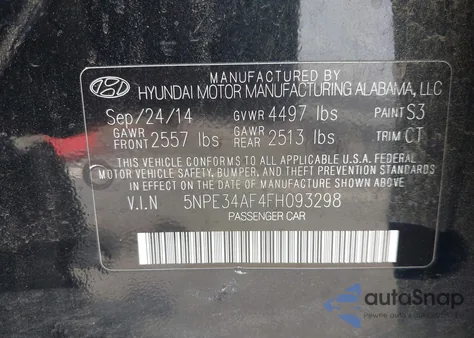 MANUFACTURED BY
HYUNDAI MOTOR MANUFACTURING ALABAMA, LLC
Sep/24/14 GVWR 4497 lbs PAINT S3
GAWR FRONT 2557 lbs GAWR REAR 2513 lbs TRIM CT
THIS VEHICLE CONFORMS TO ALL APPLICABLE U.S.A. FEDERAL
MOTOR VEHICLE SAFETY, BUMPER, AND THEFT PREVENTION
STANDARDS IN EFFECT ON THE DATE OF MANUFACTURE SHOWN ABOVE.
V.I.N 5NPE34AF4FH093298
PASSENGER CAR
autoSnap